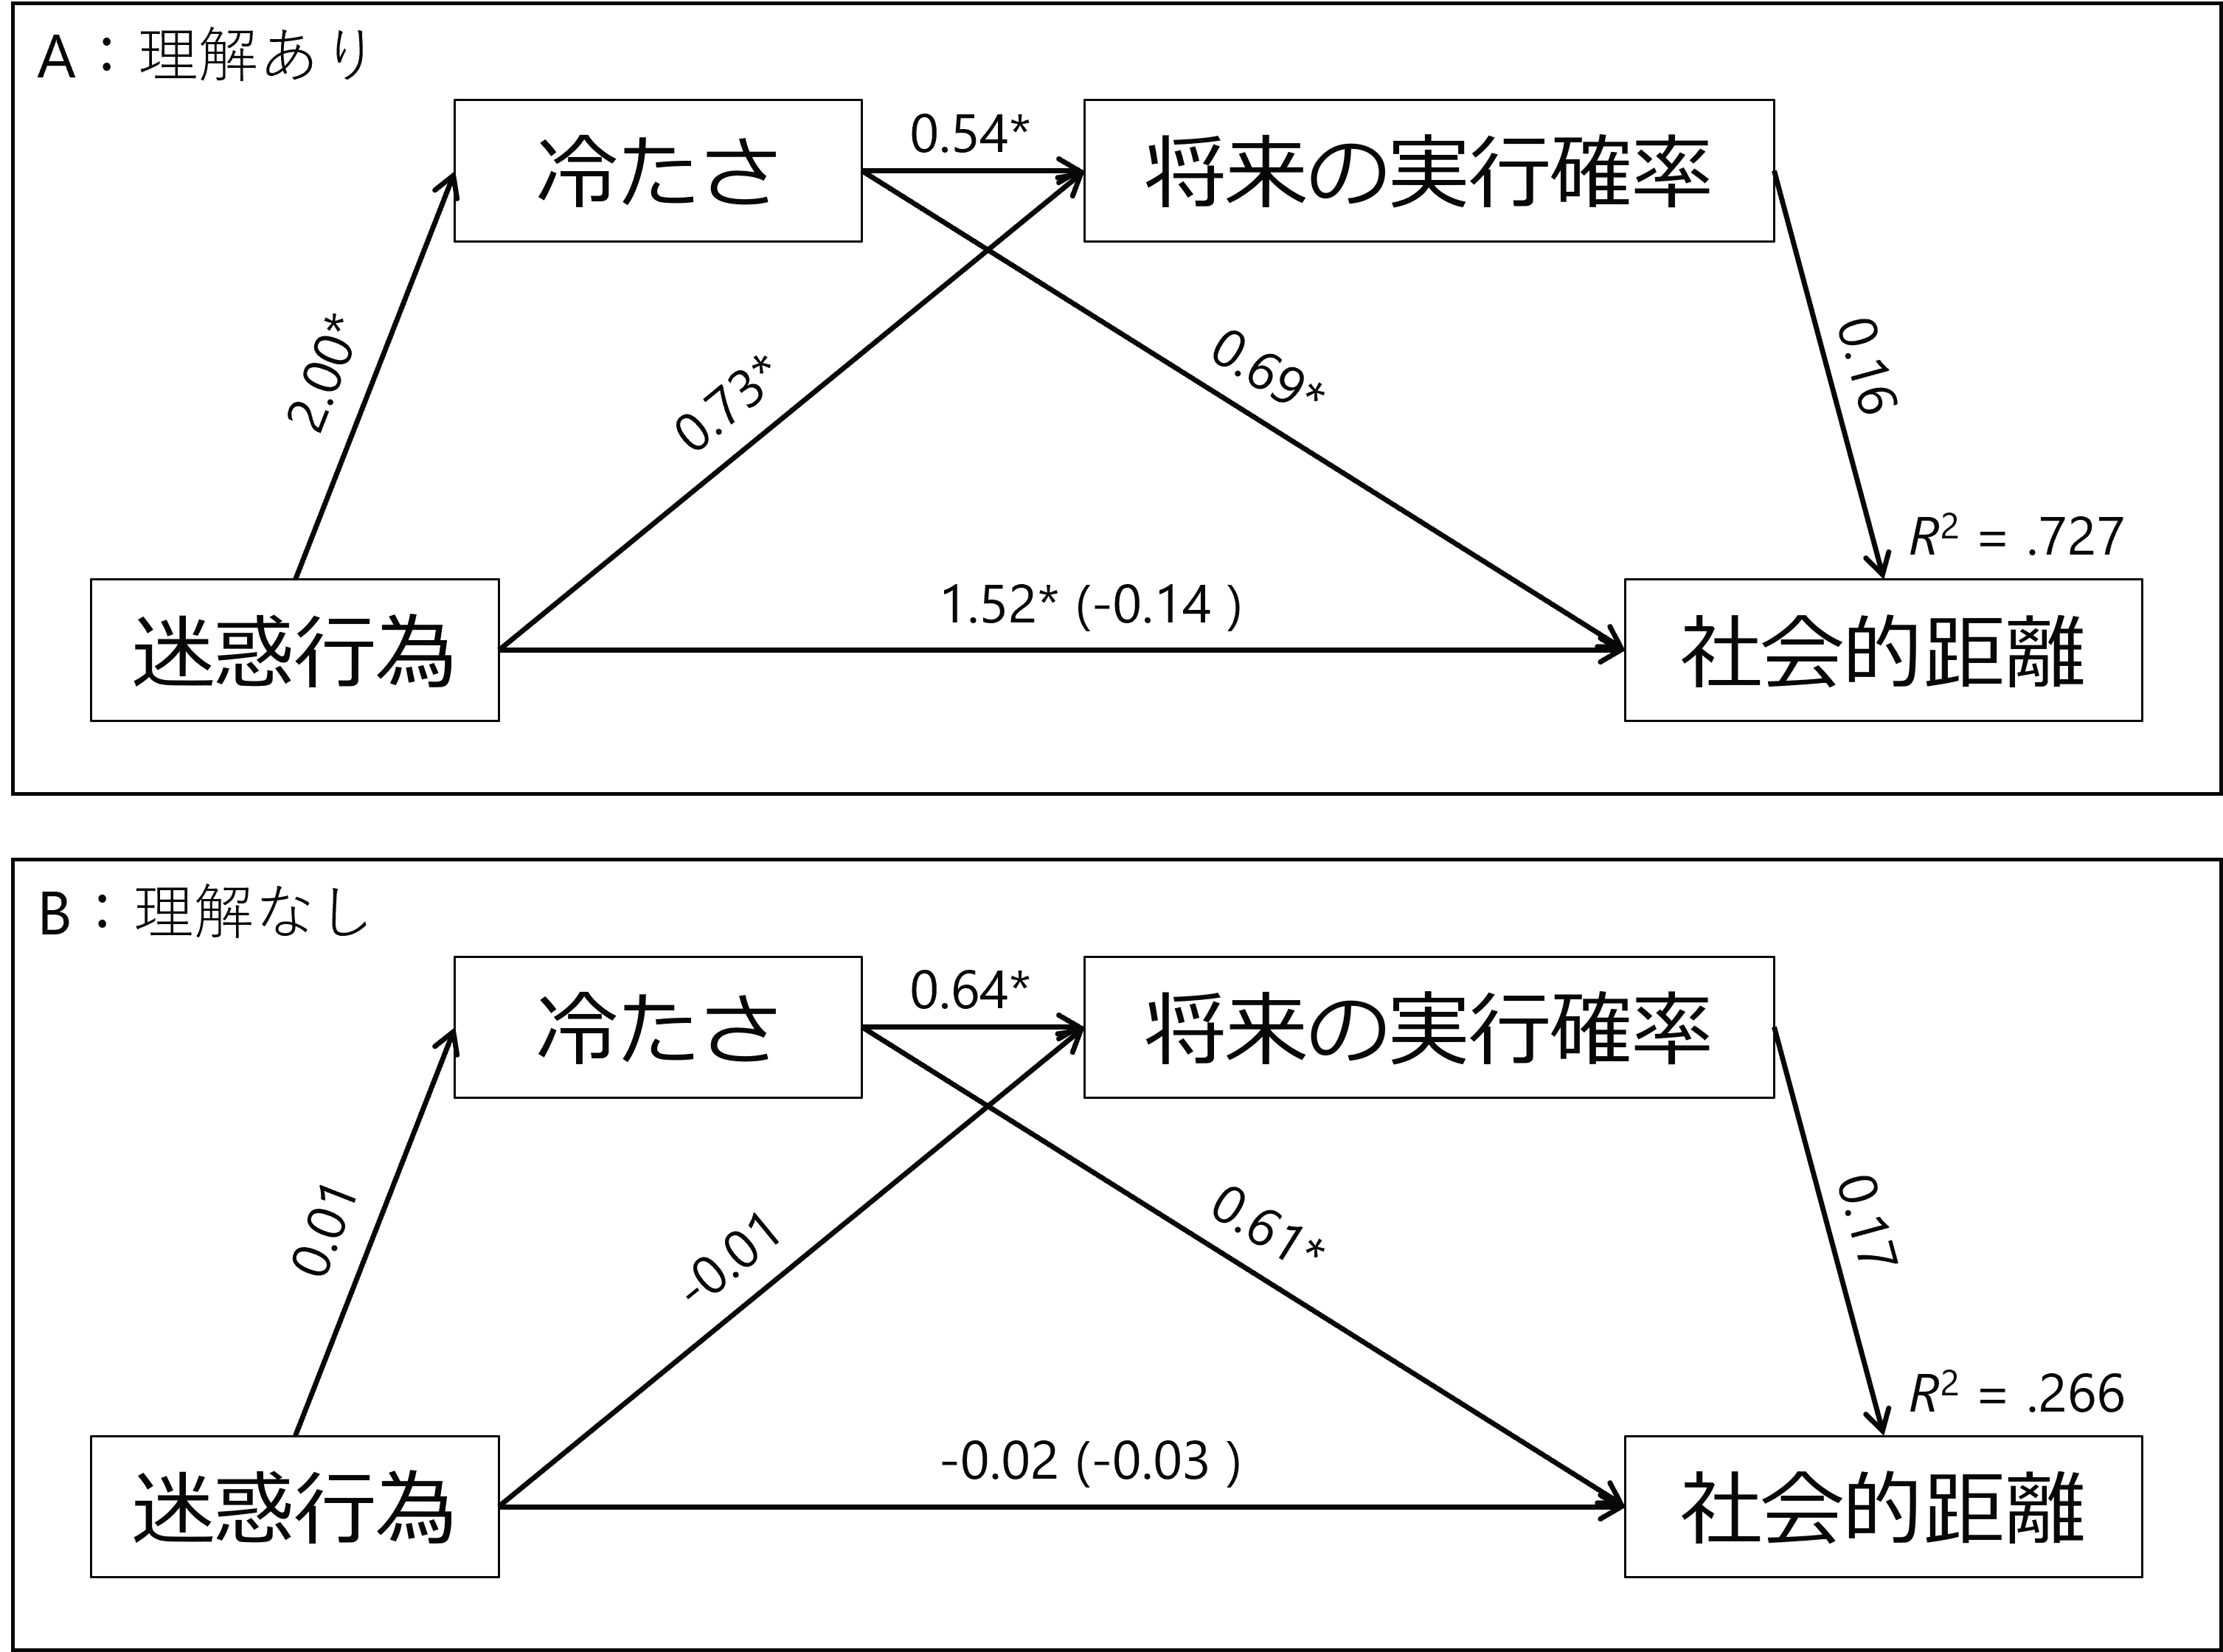 A：理解あり
冷たさ
0.54*
将来の実行確率
2.00*
0.73*
0.69*
0.16
R² = .727
迷惑行為
1.52* (-0.14 )
社会的距離
B：理解なし
冷たさ
0.64*
将来の実行確率
0.01
-0.01
0.61*
0.17
R² = .266
迷惑行為
-0.02 (-0.03 )
社会的距離